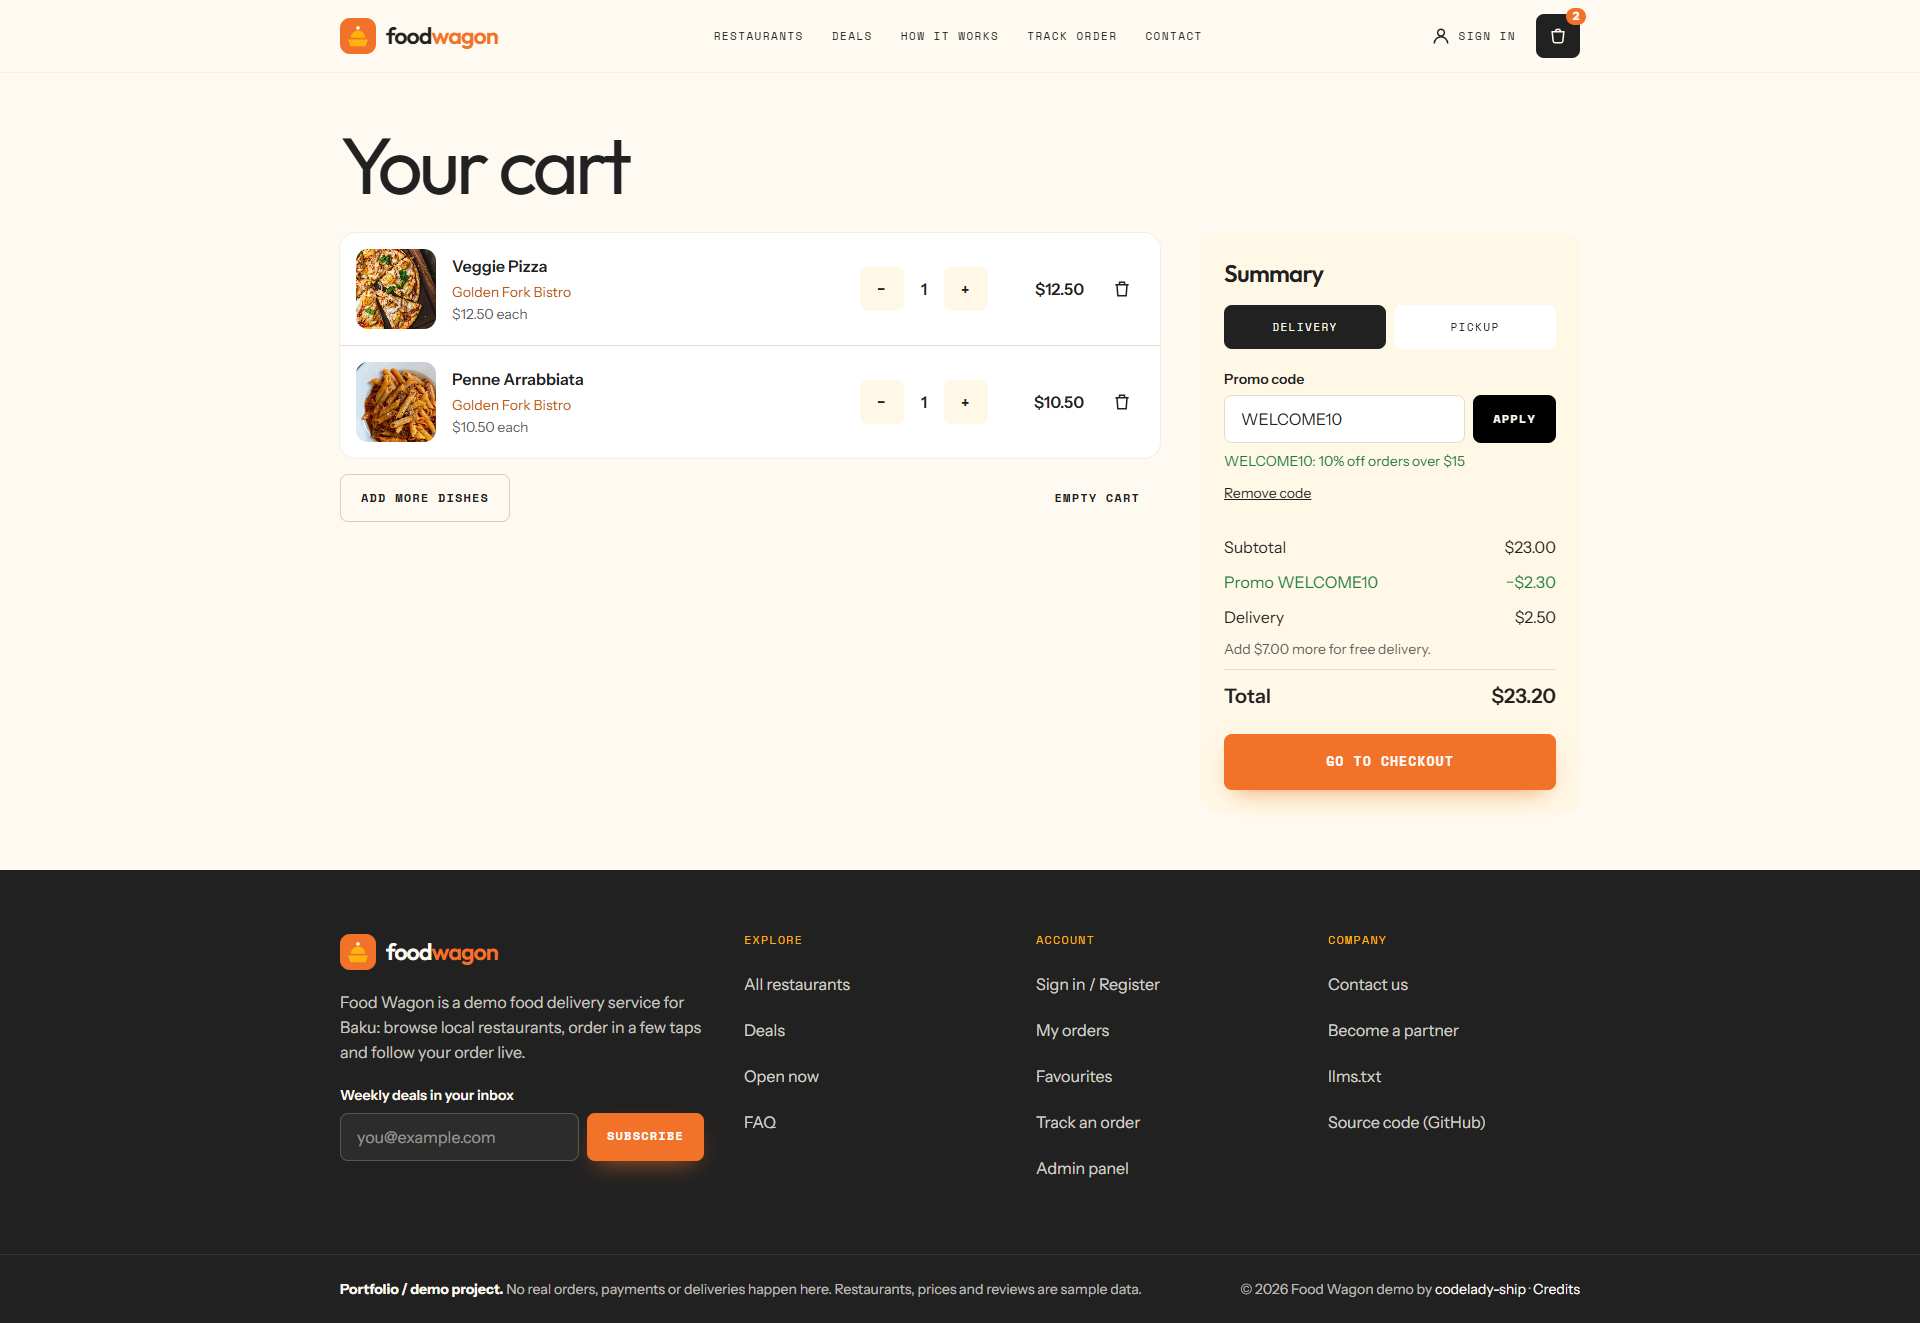 foodwagon
RESTAURANTS DEALS HOW IT WORKS TRACK ORDER CONTACT
SIGN IN
2
Your cart
Veggie Pizza
Golden Fork Bistro
$12.50 each
- 1 + $12.50
Penne Arrabbiata
Golden Fork Bistro
$10.50 each
- 1 + $10.50
ADD MORE DISHES
EMPTY CART
Summary
DELIVERY PICKUP
Promo code
WELCOME10 APPLY
WELCOME10: 10% off orders over $15
Remove code
Subtotal $23.00
Promo WELCOME10 −$2.30
Delivery $2.50
Add $7.00 more for free delivery.
Total $23.20
GO TO CHECKOUT
foodwagon
Food Wagon is a demo food delivery service for
Baku: browse local restaurants, order in a few taps
and follow your order live.
Weekly deals in your inbox
you@example.com SUBSCRIBE
EXPLORE
All restaurants
Deals
Open now
FAQ
ACCOUNT
Sign in / Register
My orders
Favourites
Track an order
Admin panel
COMPANY
Contact us
Become a partner
llms.txt
Source code (GitHub)
Portfolio / demo project. No real orders, payments or deliveries happen here. Restaurants, prices and reviews are sample data.
© 2026 Food Wagon demo by codelady-ship · Credits